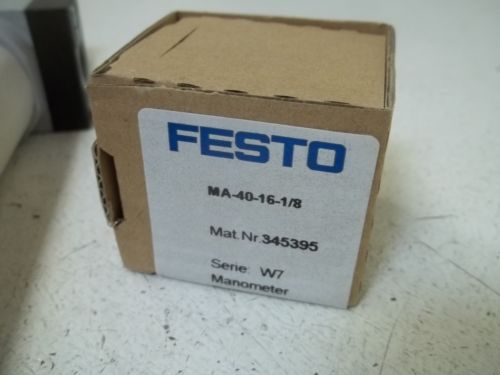 FESTO
MA-40-16-1/8
Mat.Nr.345395
Serie: W7
Manometer